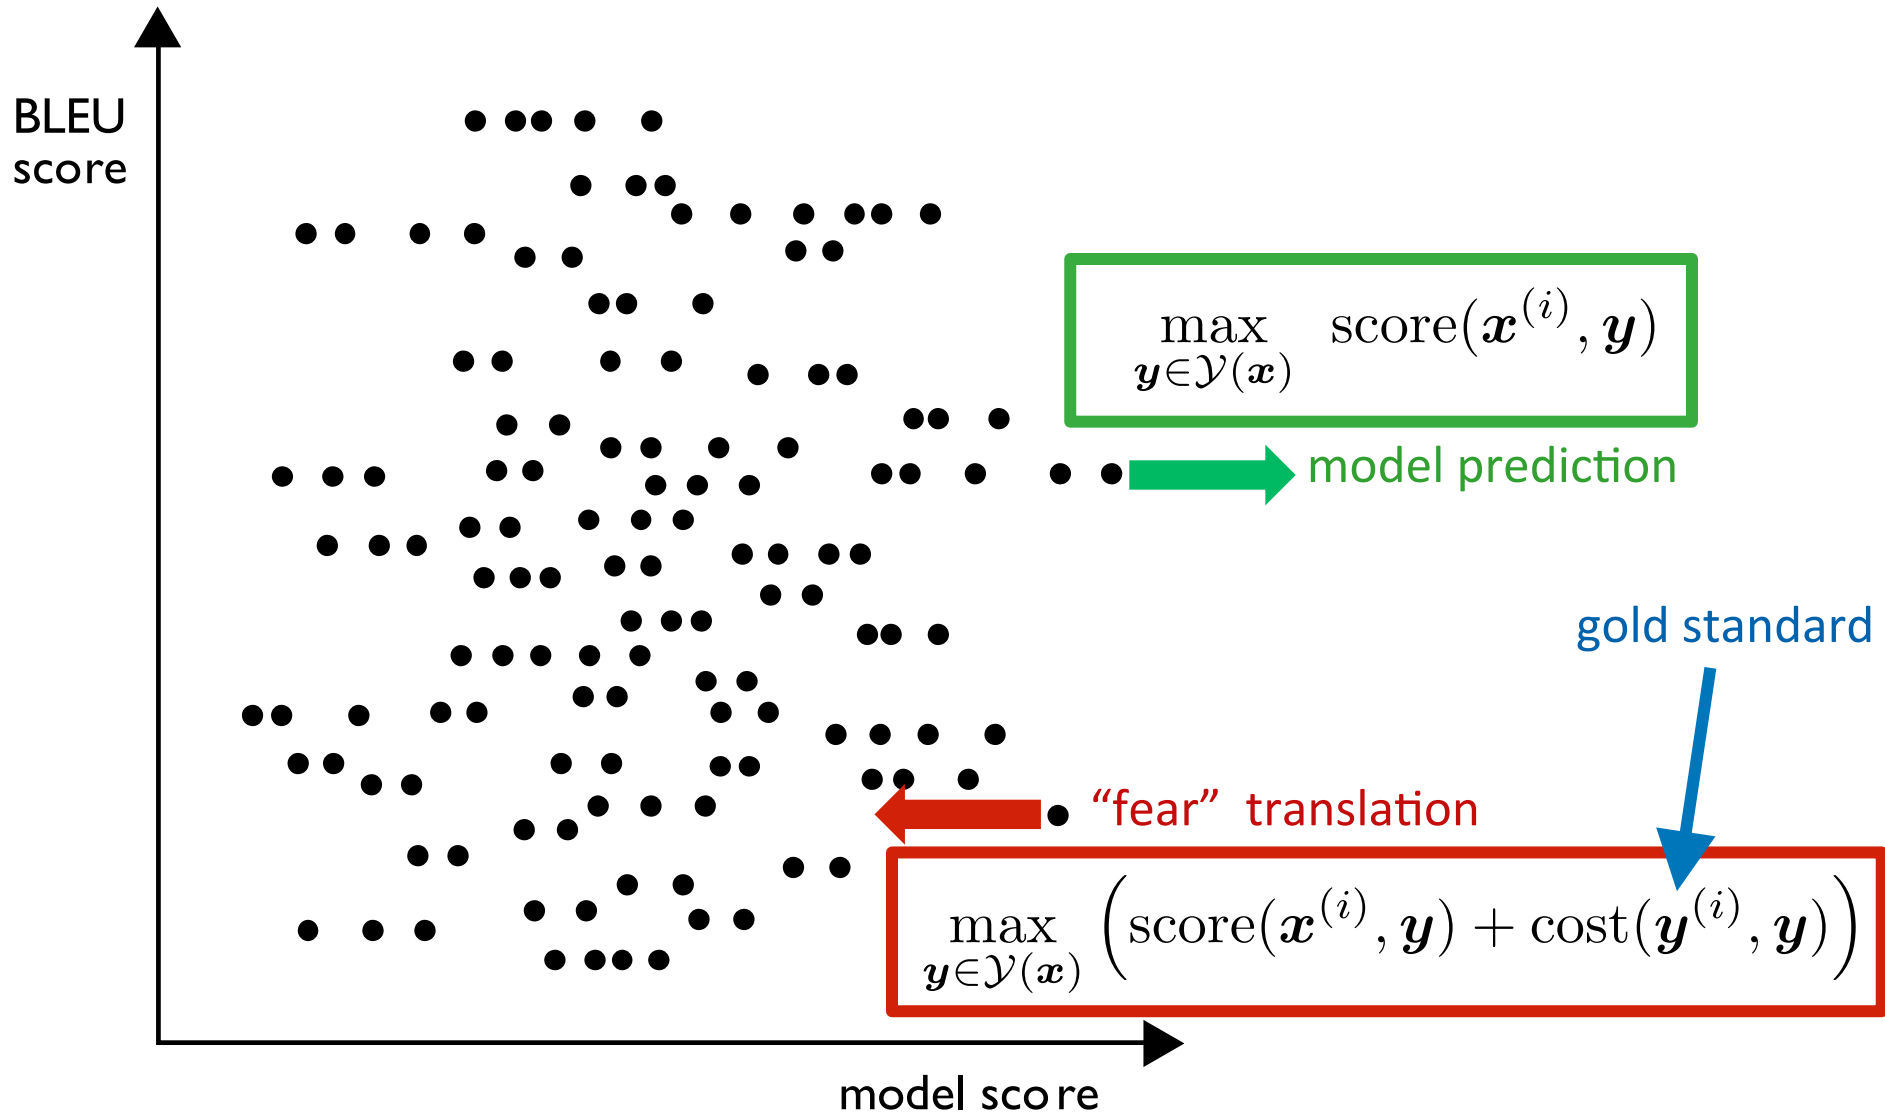 BLEU
score
max score(x^(i), y)
y∈𝒴(x)
model prediction
gold standard
“fear” translation
max (score(x^(i), y) + cost(y^(i), y))
y∈𝒴(x)
model score